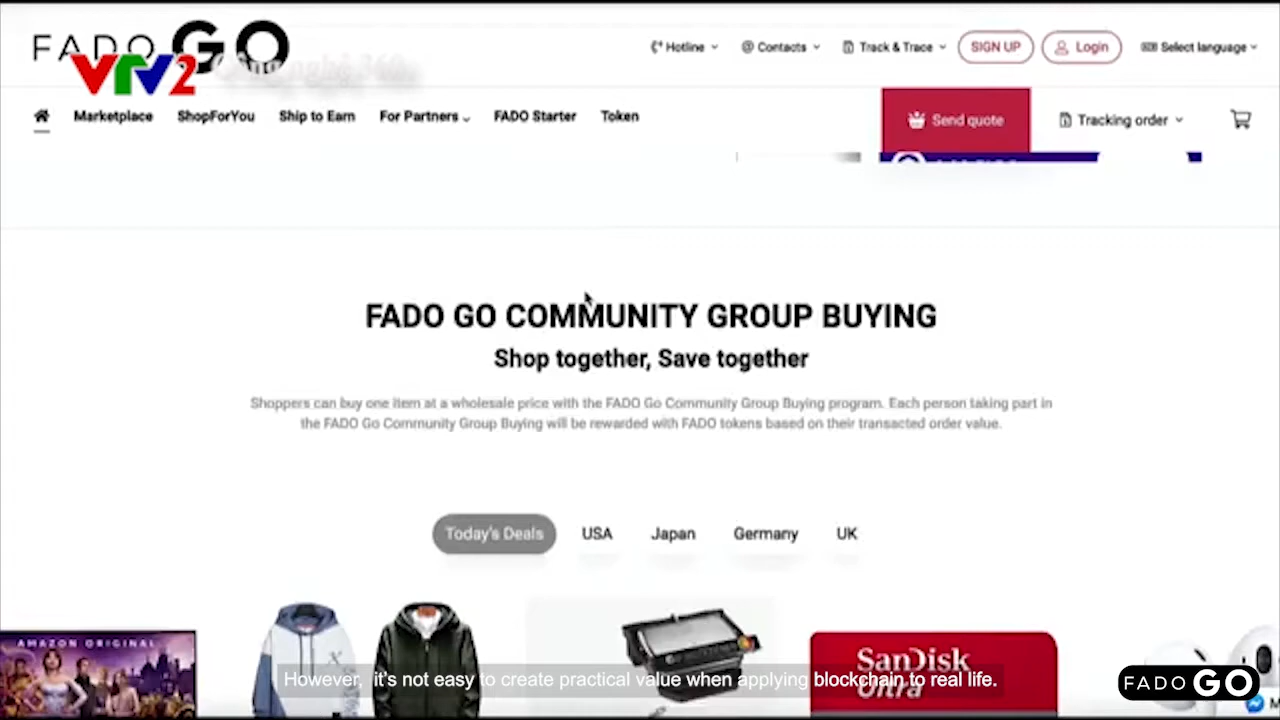 FADO GO
VTV2
Hotline
Contacts
Track & Trace
SIGN UP
Login
Select language
Marketplace
ShopForYou
Ship to Earn
For Partners
FADO Starter
Token
Send quote
Tracking order
FADO GO COMMUNITY GROUP BUYING
Shop together, Save together
Shoppers can buy one item at a wholesale price with the FADO Go Community Group Buying program. Each person taking part in
the FADO Go Community Group Buying will be rewarded with FADO tokens based on their transacted order value.
Today's Deals
USA
Japan
Germany
UK
AMAZON ORIGINAL
SanDisk
Ultra
However, it's not easy to create practical value when applying blockchain to real life.
FADO GO